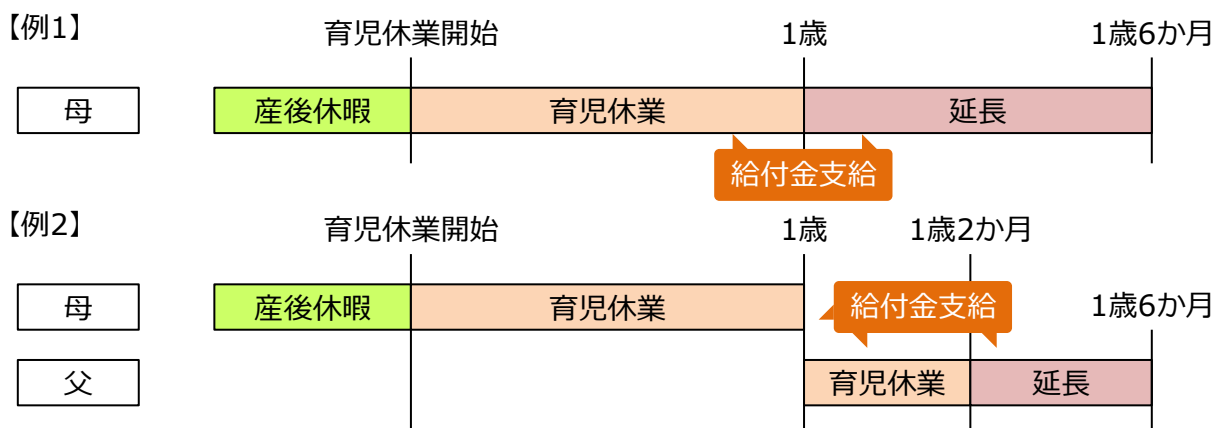 【例1】
育児休業開始
1歳
1歳6か月
母
産後休暇
育児休業
延長
給付金支給
【例2】
育児休業開始
1歳
1歳2か月
母
産後休暇
育児休業
給付金支給
1歳6か月
父
育児休業
延長